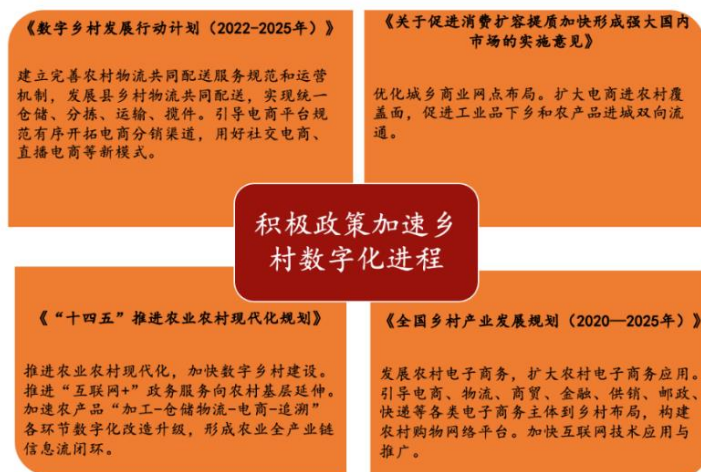 《数字乡村发展行动计划（2022-2025年）》
建立完善农村物流共同配送服务规范和运营
机制，发展县乡村物流共同配送，实现统一
仓储、分拣、运输、揽件。引导电商平台规
范有序开拓电商分销渠道，用好社交电商、
直播电商等新模式。
《关于促进消费扩容提质加快形成强大国内
市场的实施意见》
优化城乡商业网点布局。扩大电商进农村覆
盖面，促进工业品下乡和农产品进城双向流
通。
积极政策加速乡
村数字化进程
《“十四五”推进农业农村现代化规划》
推进农业农村现代化，加快数字乡村建设。
推进“互联网+”政务服务向农村基层延伸。
加速农产品“加工-仓储物流-电商-追溯”
各环节数字化改造升级，形成农业全产业链
信息流闭环。
《全国乡村产业发展规划（2020—2025年）》
发展农村电子商务，扩大农村电子商务应用。
引导电商、物流、商贸、金融、供销、邮政、
快递等各类电子商务主体到乡村布局，构建
农村购物网络平台。加快互联网技术应用与
推广。